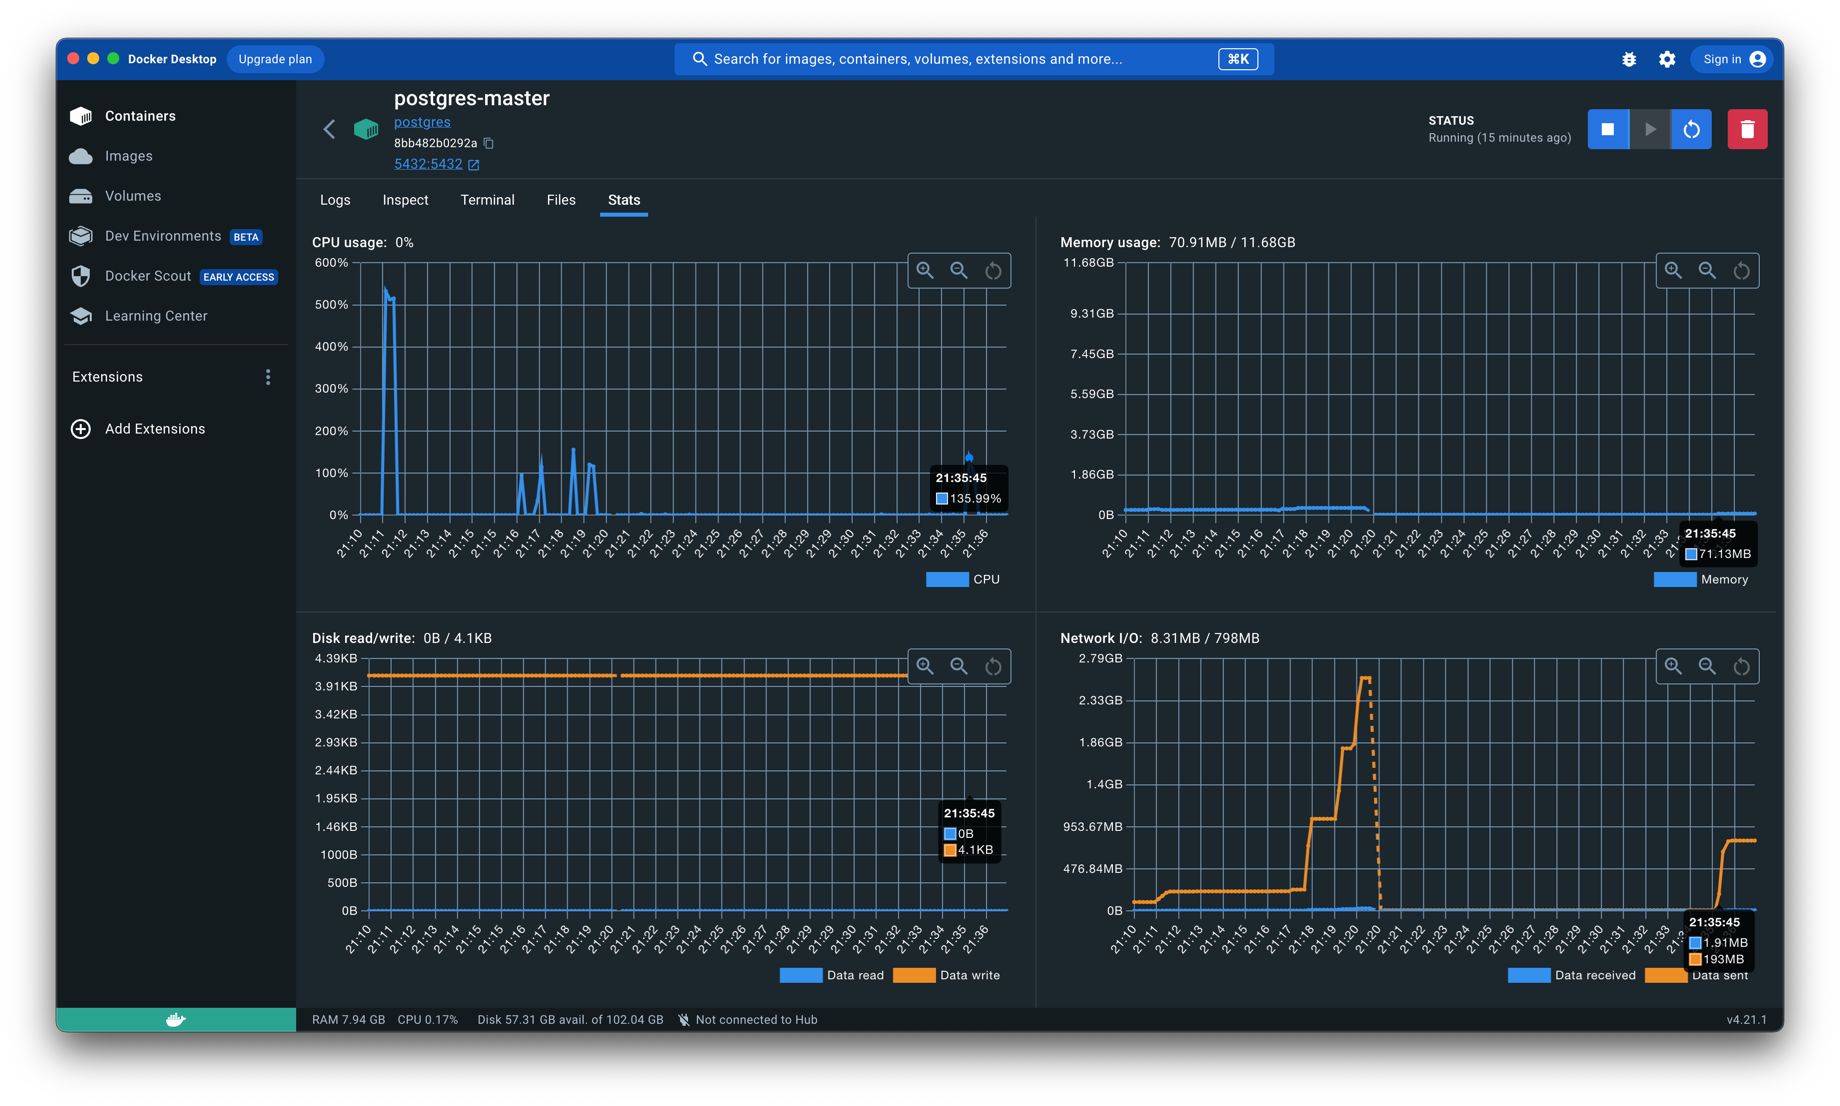 Docker Desktop
Upgrade plan
Search for images, containers, volumes, extensions and more...
⌘K
Sign in
Containers
Images
Volumes
Dev Environments BETA
Docker Scout EARLY ACCESS
Learning Center
Extensions
Add Extensions
postgres-master
postgres
8bb482b0292a
5432:5432
STATUS
Running (15 minutes ago)
Logs Inspect Terminal Files Stats
CPU usage: 0%
600%
500%
400%
300%
200%
100%
0%
21:35:45
135.99%
21:10 21:11 21:12 21:13 21:14 21:15 21:15 21:16 21:17 21:18 21:19 21:20 21:21 21:22 21:23 21:24 21:25 21:26 21:27 21:28 21:29 21:29 21:30 21:31 21:32 21:33 21:34 21:35 21:36
CPU
Memory usage: 70.91MB / 11.68GB
11.68GB
9.31GB
7.45GB
5.59GB
3.73GB
1.86GB
0B
21:10 21:11 21:12 21:13 21:14 21:15 21:16 21:17 21:18 21:19 21:20 21:20 21:21 21:22 21:23 21:24 21:25 21:26 21:27 21:28 21:29 21:30 21:31 21:32 21:33
21:35:45
71.13MB
Memory
Disk read/write: 0B / 4.1KB
4.39KB
3.91KB
3.42KB
2.93KB
2.44KB
1.95KB
1.46KB
1000B
500B
0B
21:35:45
0B
4.1KB
21:10 21:11 21:12 21:13 21:14 21:15 21:15 21:16 21:17 21:18 21:19 21:20 21:21 21:22 21:23 21:24 21:25 21:26 21:27 21:28 21:29 21:29 21:30 21:31 21:32 21:33 21:34 21:35 21:36
Data read Data write
Network I/O: 8.31MB / 798MB
2.79GB
2.33GB
1.86GB
1.4GB
953.67MB
476.84MB
0B
21:10 21:11 21:12 21:13 21:14 21:15 21:16 21:17 21:18 21:19 21:20 21:20 21:21 21:22 21:23 21:24 21:25 21:26 21:27 21:28 21:29 21:30 21:31 21:32 21:33
21:35:45
1.91MB
193MB
Data received Data sent
RAM 7.94 GB CPU 0.17% Disk 57.31 GB avail. of 102.04 GB Not connected to Hub
v4.21.1